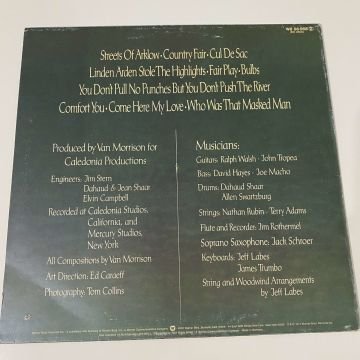 Streets Of Arklow · Country Fair · Cul De Sac
Linden Arden Stole The Highlights · Fair Play · Bulbs
You Don't Pull No Punches But You Don't Push The River
Comfort You · Come Here My Love · Who Was That Masked Man
Produced by Van Morrison for
Caledonia Productions
Engineers: Jim Stern
Dahaud & Jean Shaar
Elvin Campbell
Recorded at Caledonia Studios,
California, and
Mercury Studios,
New York
All Compositions by Van Morrison
Art Direction: Ed Caraeff
Photography: Tom Collins
Musicians:
Guitars: Ralph Walsh · John Tropea
Bass: David Hayes · Joe Macho
Drums: Dahaud Shaar
Allen Swartzburg
Strings: Nathan Rubin · Terry Adams
Flute and Recorder: Jim Rothermel
Soprano Saxophone: Jack Schroer
Keyboards: Jeff Labes
James Trumbo
String and Woodwind Arrangements
by Jeff Labes